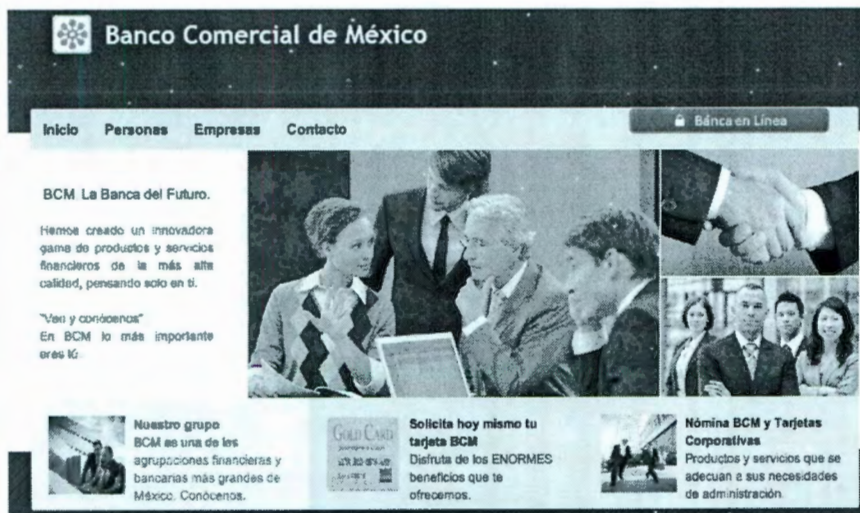 Banco Comercial de México
Inicio Personas Empresas Contacto
Banca en Línea
BCM La Banca del Futuro.
Hemos creado un innovadora
game de productos y servicios
financieros de la más alta
calidad, pensando solo en ti.
"Ven y conócenos"
En BCM lo más importante
eres tú.
Nuestro grupo
BCM es una de las
agrupaciones financieras y
bancarias más grandes de
México. Conócenos.
GOLD CARD
Solicita hoy mismo tu
tarjeta BCM
Disfruta de los ENORMES
beneficios que te
ofrecemos.
Nómina BCM y Tarjetas
Corporativas
Productos y servicios que se
adecuan a sus necesidades
de administración.